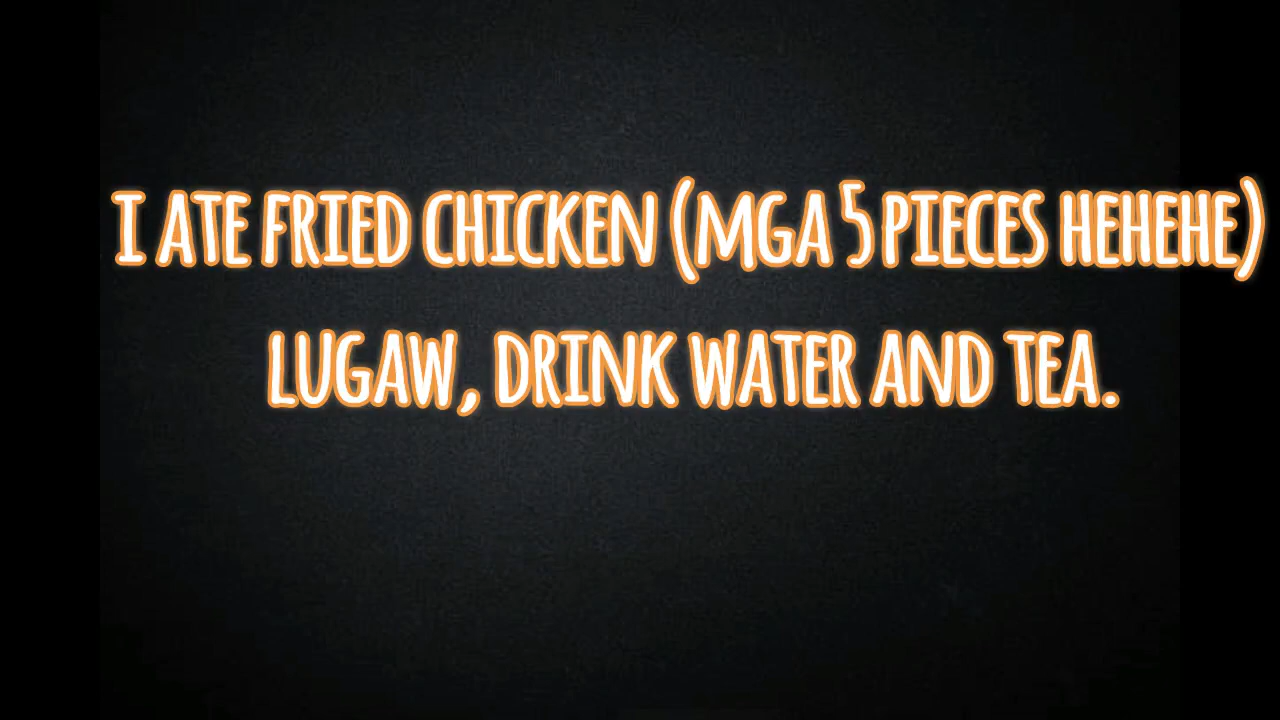 I ATE FRIED CHICKEN (MGA 5 PIECES HEHEHE)
LUGAW, DRINK WATER AND TEA.